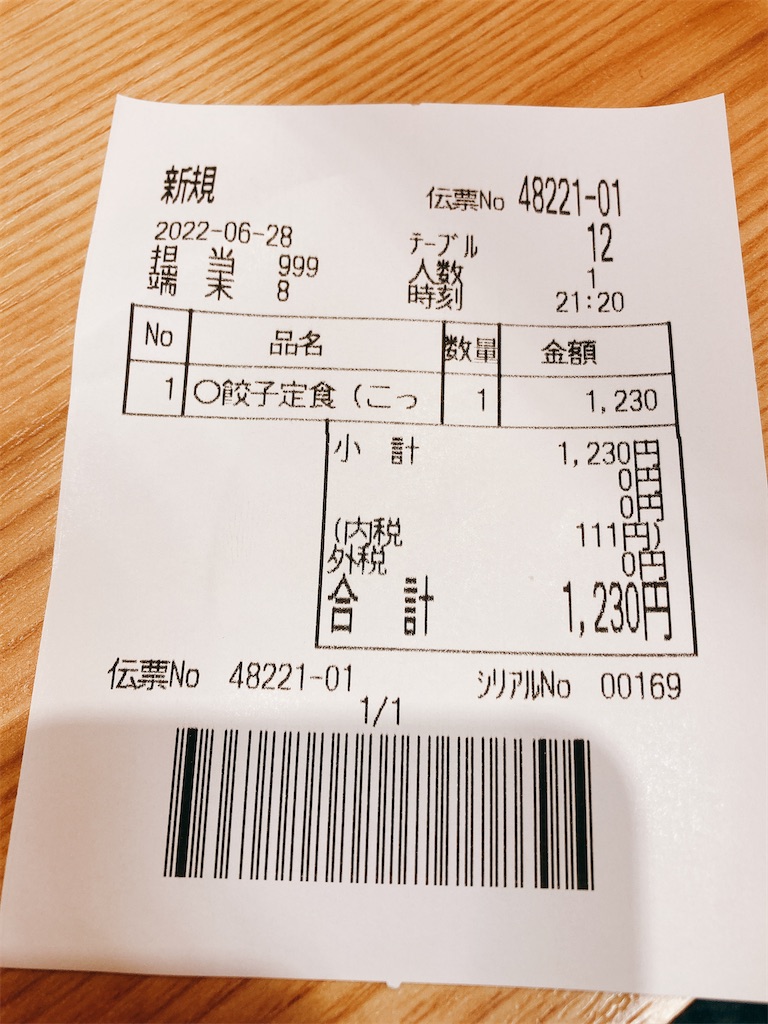 新規 伝票No 48221-01
2022-06-28 テーブル 12
担 当 999 人数 1
端 末 8 時刻 21:20
No 品名 数量 金額
1 〇餃子定食 (こっ 1 1,230
小 計 1,230円
0円
0円
(内税 111円)
外税 0円
合 計 1,230円
伝票No 48221-01 シリアルNo 00169
1/1